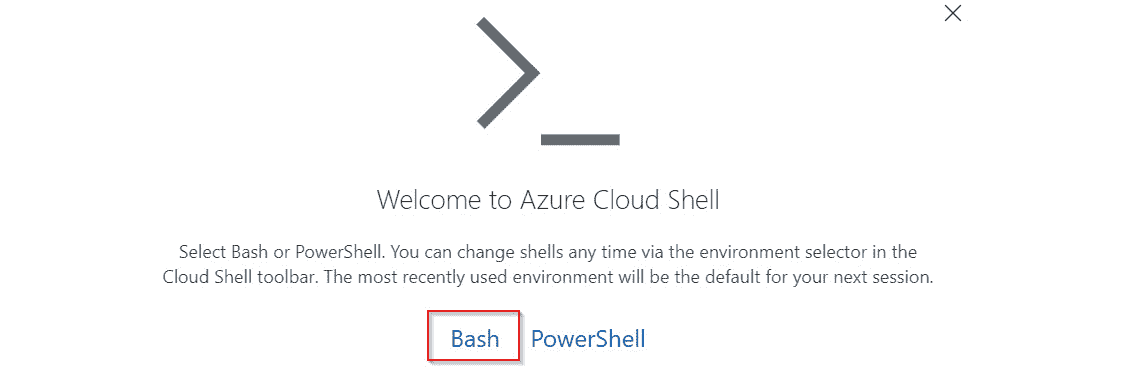 Welcome to Azure Cloud Shell
Select Bash or PowerShell. You can change shells any time via the environment selector in the
Cloud Shell toolbar. The most recently used environment will be the default for your next session.
Bash PowerShell